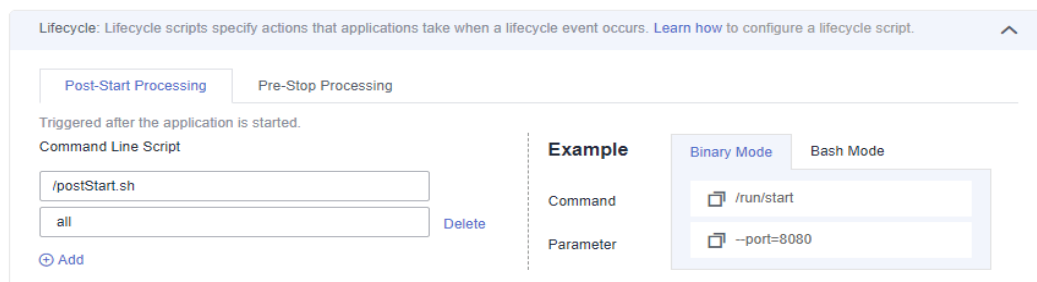 Lifecycle: Lifecycle scripts specify actions that applications take when a lifecycle event occurs. Learn how to configure a lifecycle script.
Post-Start Processing
Pre-Stop Processing
Triggered after the application is started.
Command Line Script
/postStart.sh
all
Delete
Add
Example
Binary Mode
Bash Mode
Command
/run/start
Parameter
--port=8080